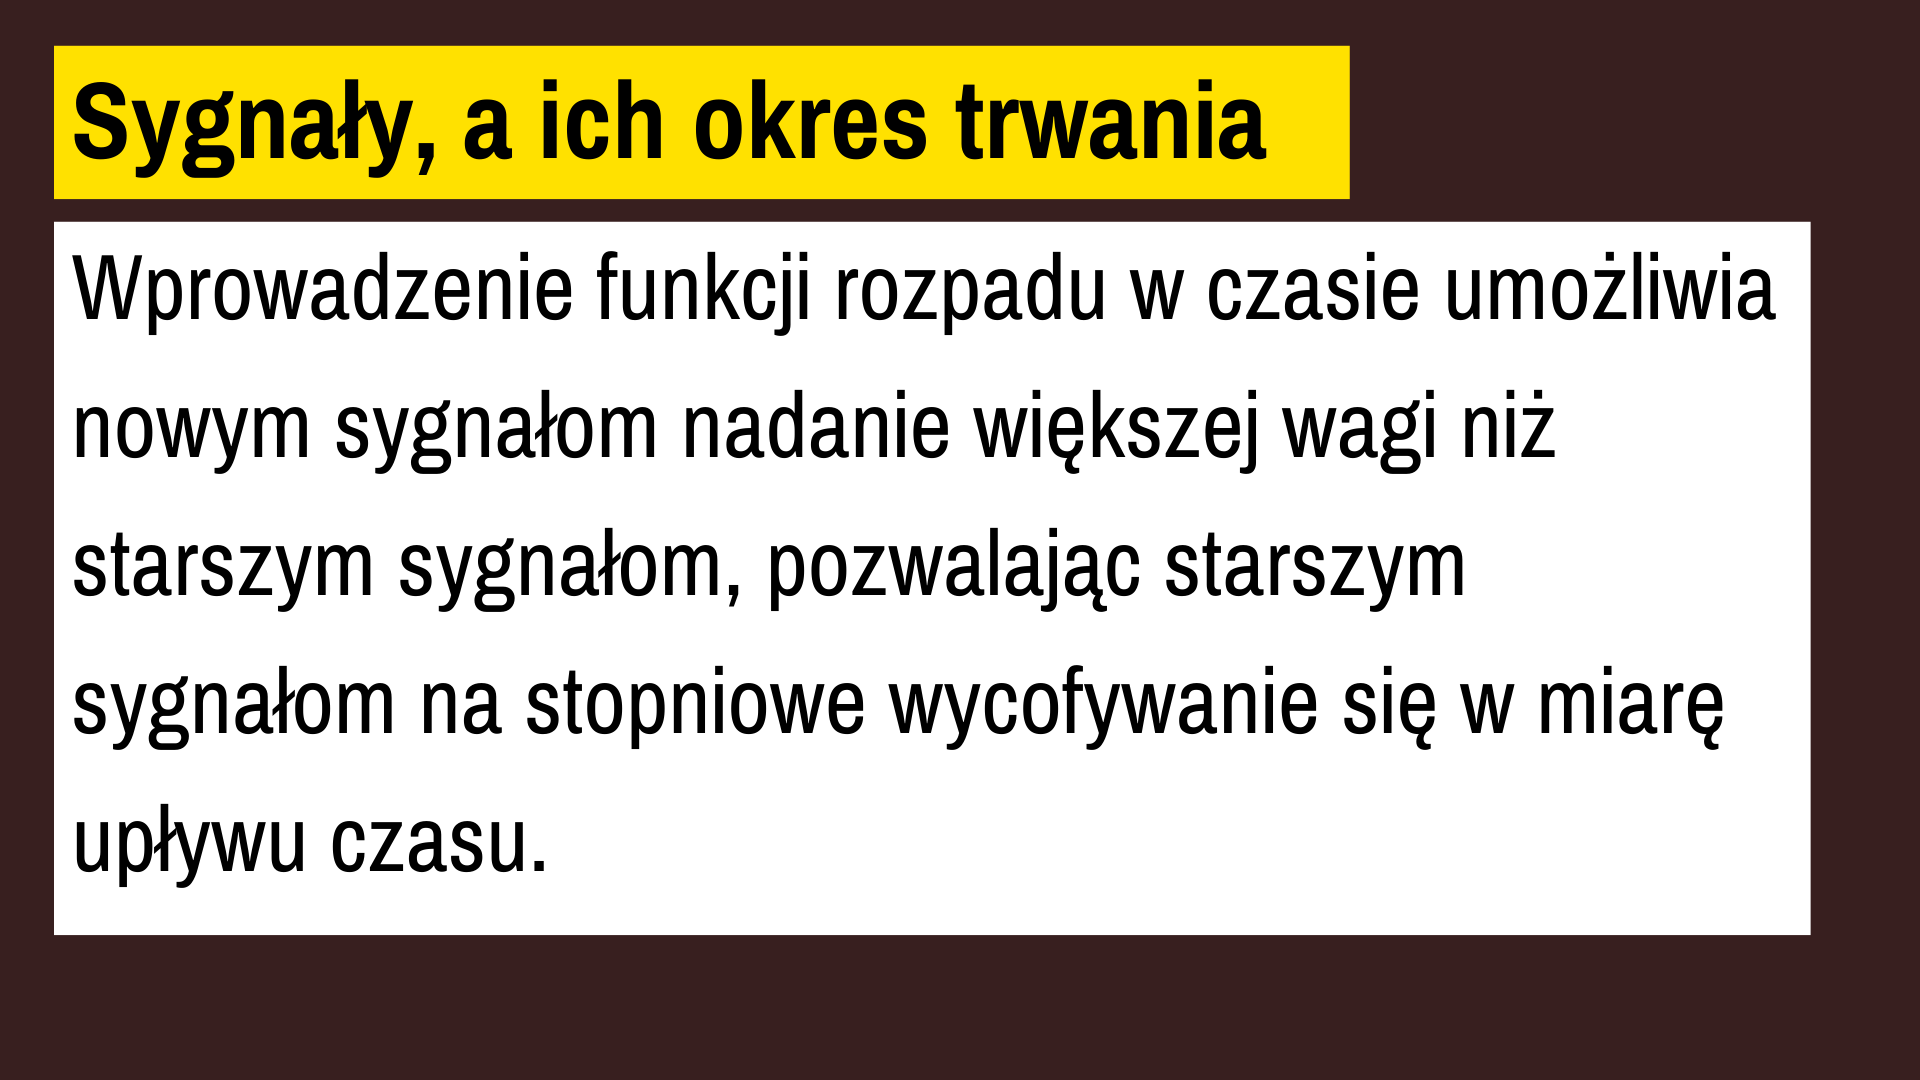 Sygnały, a ich okres trwania
Wprowadzenie funkcji rozpadu w czasie umożliwia
nowym sygnałom nadanie większej wagi niż
starszym sygnałom, pozwalając starszym
sygnałom na stopniowe wycofywanie się w miarę
upływu czasu.